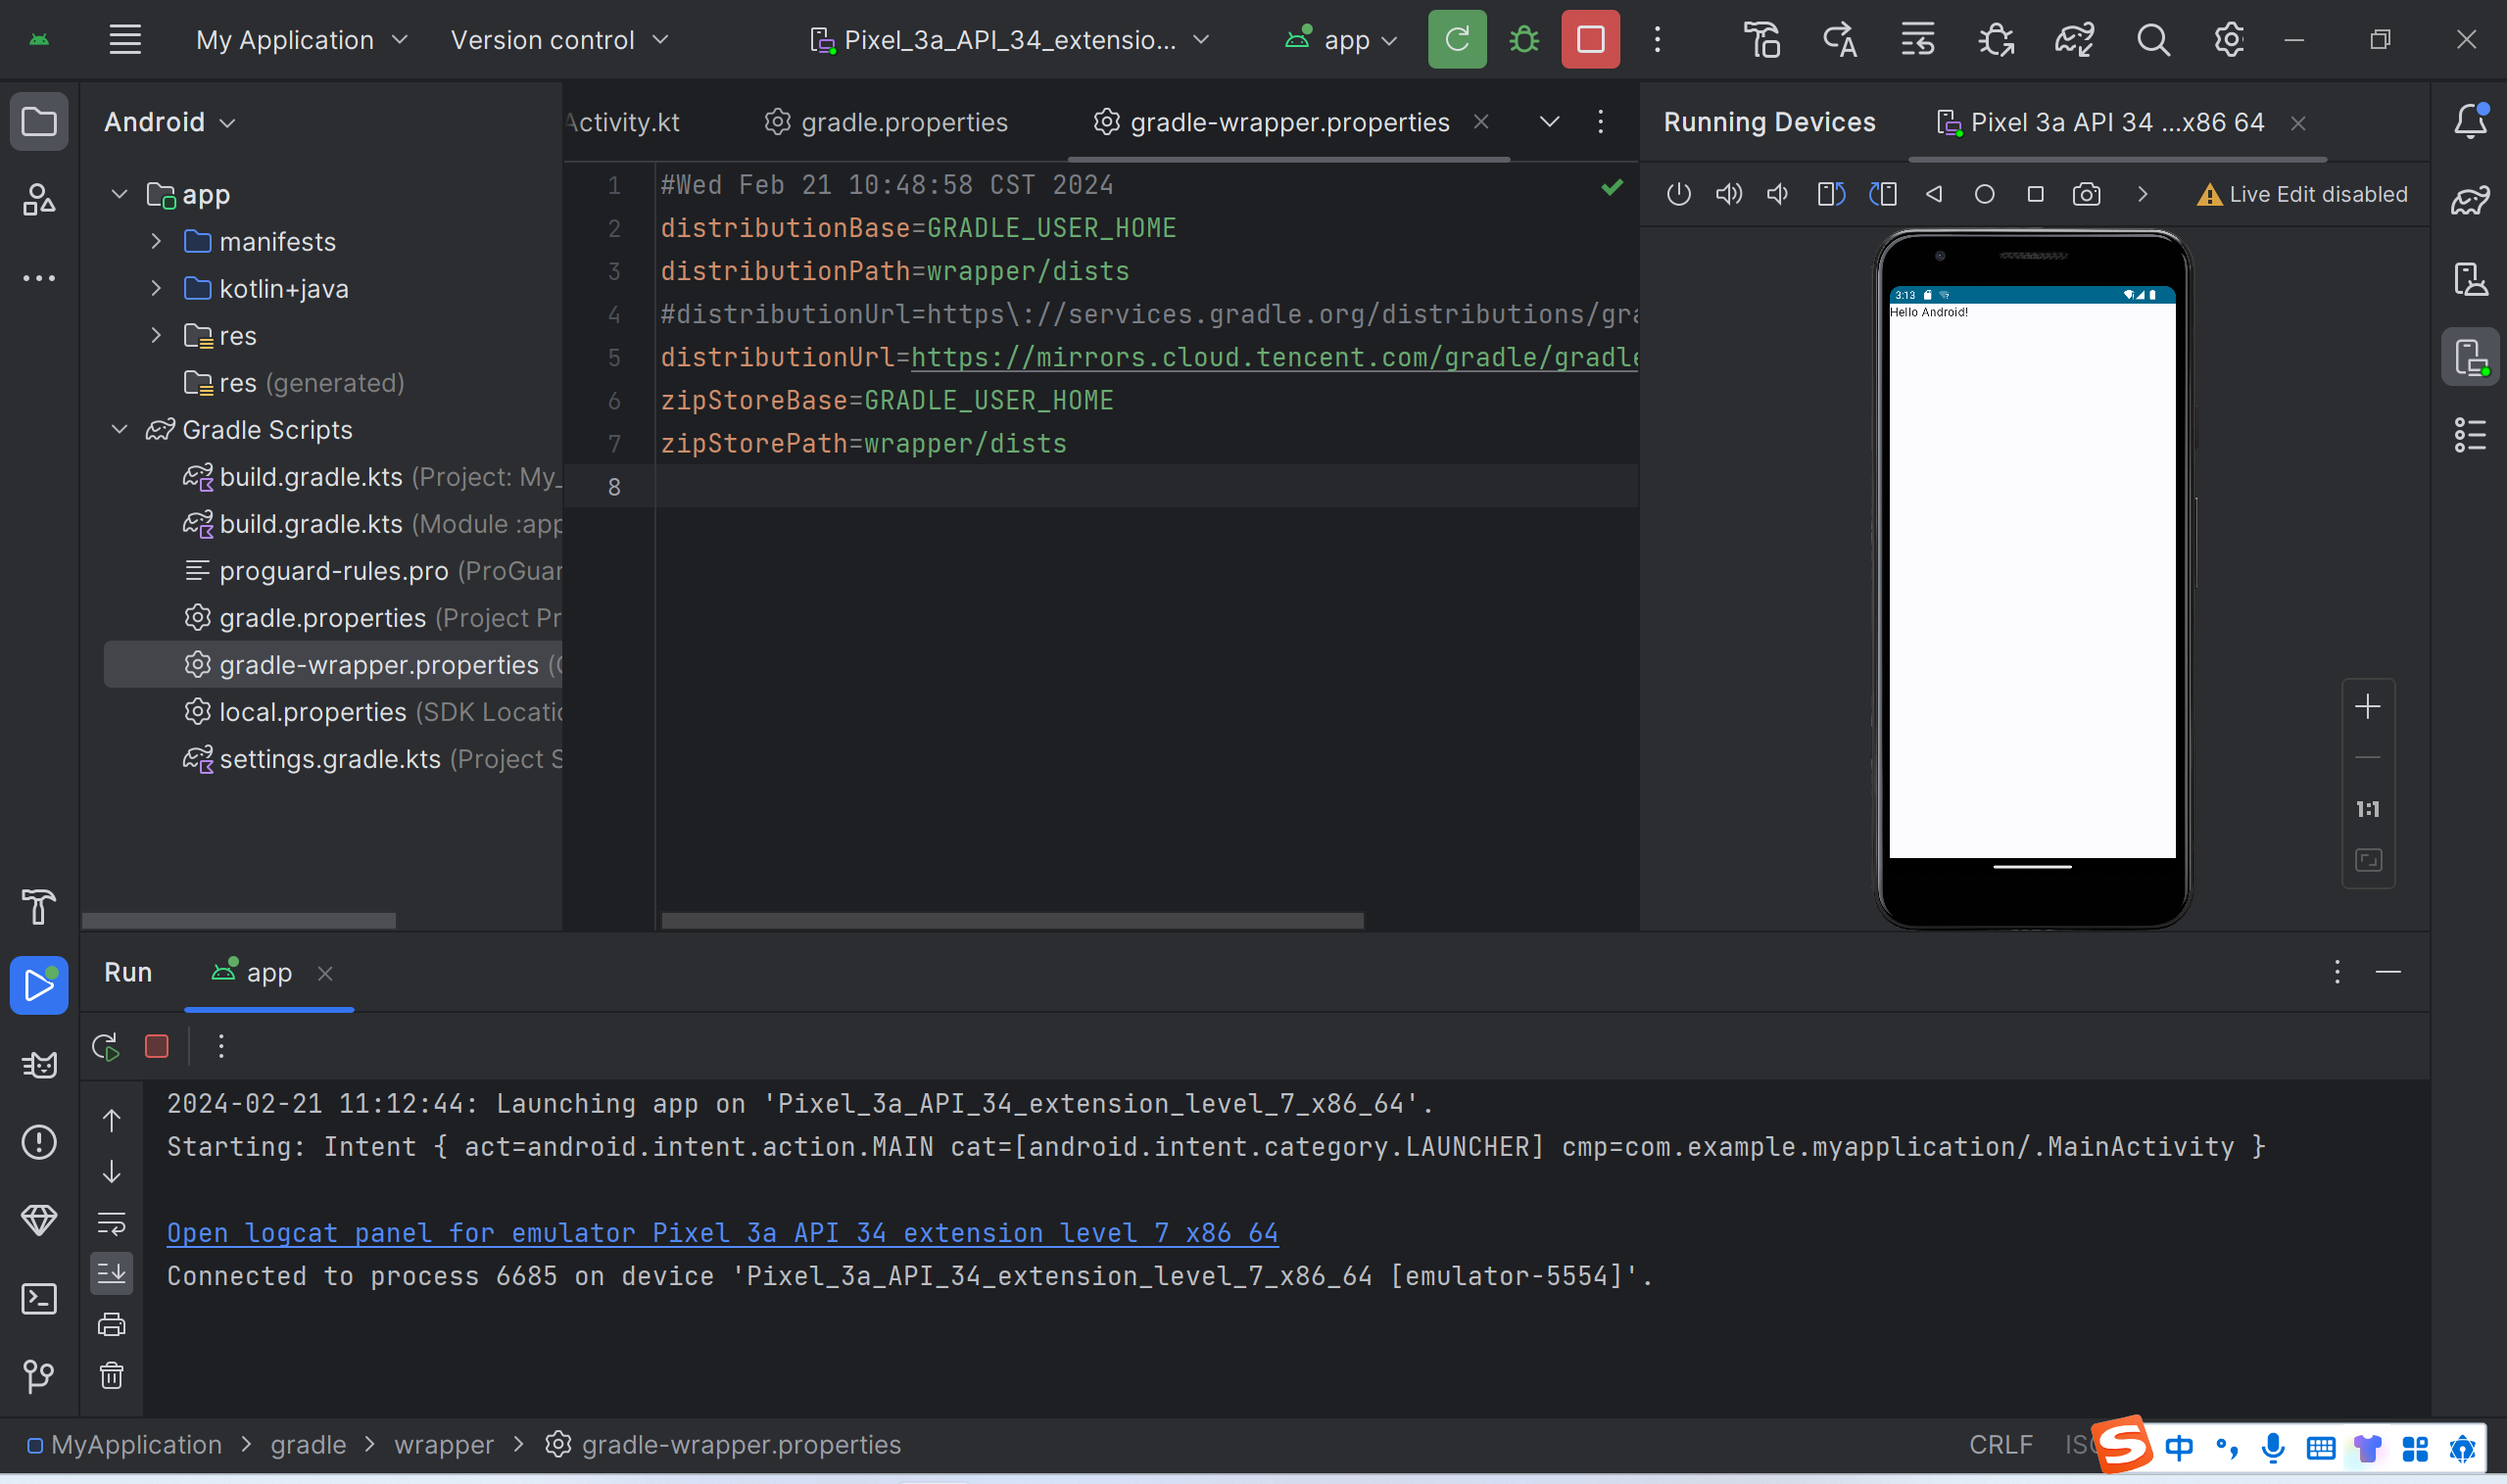 My Application
Version control
Pixel_3a_API_34_extensio...
app
Android
Activity.kt
gradle.properties
gradle-wrapper.properties
Running Devices
Pixel 3a API 34 ...x86 64
Live Edit disabled
app
manifests
kotlin+java
res
res (generated)
Gradle Scripts
build.gradle.kts (Project: My_
build.gradle.kts (Module :app
proguard-rules.pro (ProGuar
gradle.properties (Project Pr
gradle-wrapper.properties (
local.properties (SDK Locatio
settings.gradle.kts (Project S
1 #Wed Feb 21 10:48:58 CST 2024
2 distributionBase=GRADLE_USER_HOME
3 distributionPath=wrapper/dists
4 #distributionUrl=https\://services.gradle.org/distributions/gra
5 distributionUrl=https://mirrors.cloud.tencent.com/gradle/gradle
6 zipStoreBase=GRADLE_USER_HOME
7 zipStorePath=wrapper/dists
8
3:13
Hello Android!
1:1
Run
app
2024-02-21 11:12:44: Launching app on 'Pixel_3a_API_34_extension_level_7_x86_64'.
Starting: Intent { act=android.intent.action.MAIN cat=[android.intent.category.LAUNCHER] cmp=com.example.myapplication/.MainActivity }
Open logcat panel for emulator Pixel 3a API 34 extension level 7 x86 64
Connected to process 6685 on device 'Pixel_3a_API_34_extension_level_7_x86_64 [emulator-5554]'.
MyApplication > gradle > wrapper > gradle-wrapper.properties
CRLF
IS
中